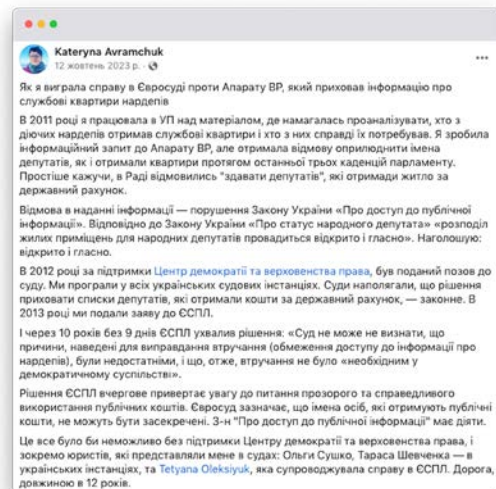 Kateryna Avramchuk
12 жовтень 2023 р. ·
Як я виграла справу в Євросуді проти Апарату ВР, який приховав інформацію про
службові квартири нардепів
В 2011 році я працювала в УП над матеріалом, де намагалась проаналізувати, хто з
діючих нардепів отримав службові квартири і хто з них справді їх потребував. Я зробила
інформаційний запит до Апарату ВР, але отримала відмову оприлюднити імена
депутатів, які і отримали квартири протягом останньої трьох каденцій парламенту.
Простіше кажучи, в Раді відмовились "здавати депутатів", які отримади житло за
державний рахунок.
Відмова в наданні інформації — порушення Закону України «Про доступ до публічної
інформації». Відповідно до Закону України «Про статус народного депутата» «розподіл
жилих приміщень для народних депутатів провадиться відкрито і гласно». Наголошую:
відкрито і гласно.
В 2012 році за підтримки Центр демократії та верховенства права, був поданий позов до
суду. Ми програли у всіх українських судових інстанціях. Суди наполягали, що рішення
приховати списки депутатів, які отримали кошти за державний рахунок, — законне. В
2013 році ми подали заяву до ЄСПЛ.
І через 10 років без 9 днів ЄСПЛ ухвалив рішення: «Суд не може не визнати, що
причини, наведені для виправдання втручання (обмеження доступу до інформації про
нардепів), були недостатніми, і що, отже, втручання не було «необхідним у
демократичному суспільстві».
Рішення ЄСПЛ вчергове привертає увагу до питання прозорого та справедливого
використання публічних коштів. Євросуд зазначає, що імена осіб, які отримують публічні
кошти, не можуть бути засекречені. З-н "Про доступ до публічної інформації" має діяти.
Це все було би неможливо без підтримки Центру демократії та верховенства права, і
зокремо юристів, які представляли мене в судах: Ольги Сушко, Тараса Шевченка — в
українських інстанціях, та Tetyana Oleksiyuk, яка супроводжувала справу в ЄСПЛ. Дорога,
довжиною в 12 років.